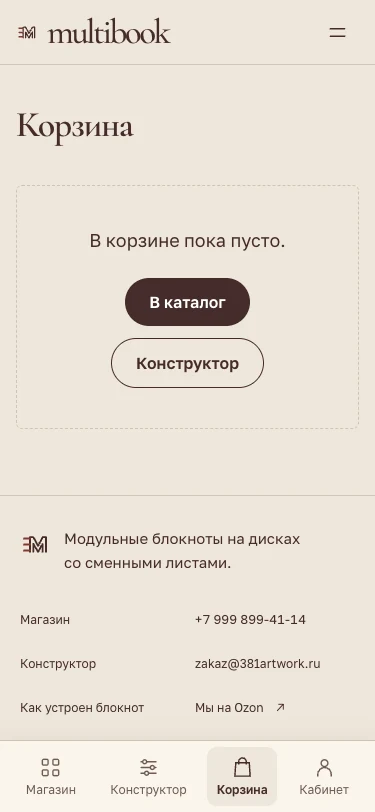 multibook
Корзина
В корзине пока пусто.
В каталог
Конструктор
Модульные блокноты на дисках
со сменными листами.
Магазин
+7 999 899-41-14
Конструктор
zakaz@381artwork.ru
Как устроен блокнот
Мы на Ozon ↗
Магазин
Конструктор
Корзина
Кабинет